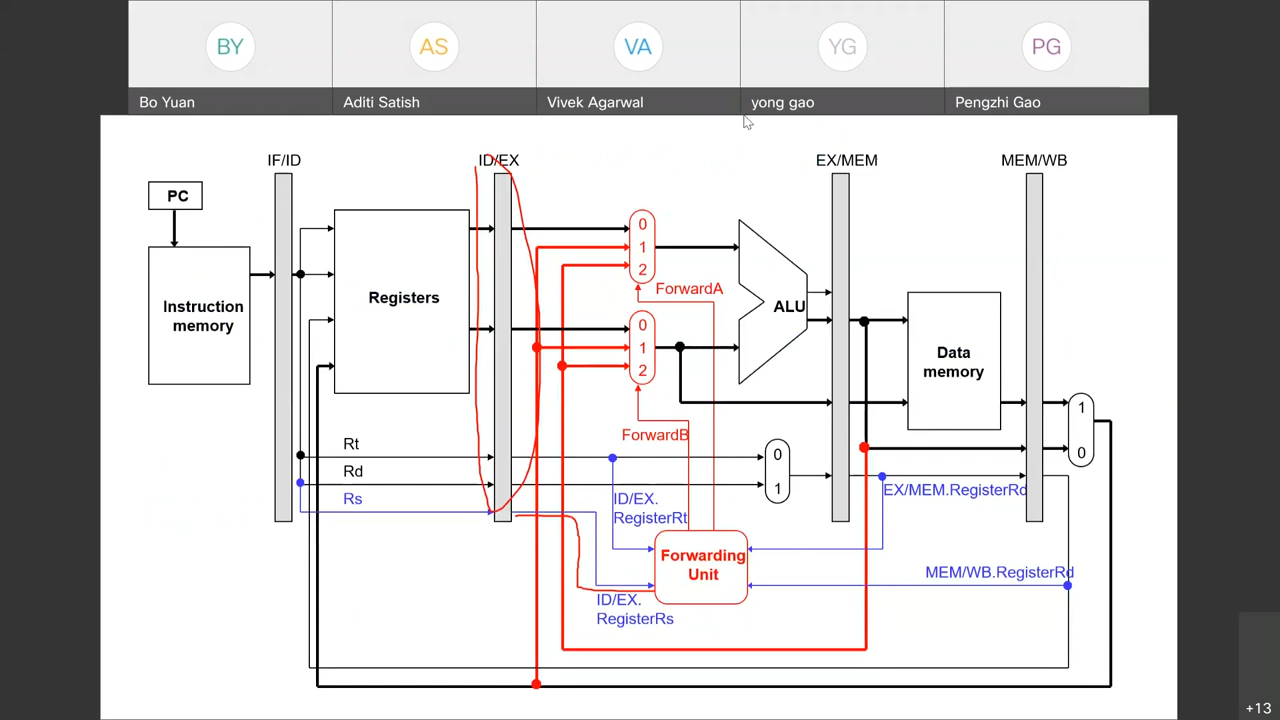 BY
AS
VA
YG
PG
Bo Yuan
Aditi Satish
Vivek Agarwal
yong gao
Pengzhi Gao
IF/ID
ID/EX
EX/MEM
MEM/WB
PC
Instruction
memory
Registers
0
1
2
ForwardA
0
1
2
ForwardB
ALU
Data
memory
1
0
Rt
Rd
Rs
0
1
ID/EX.
RegisterRt
EX/MEM.RegisterRd
Forwarding
Unit
MEM/WB.RegisterRd
ID/EX.
RegisterRs
+13